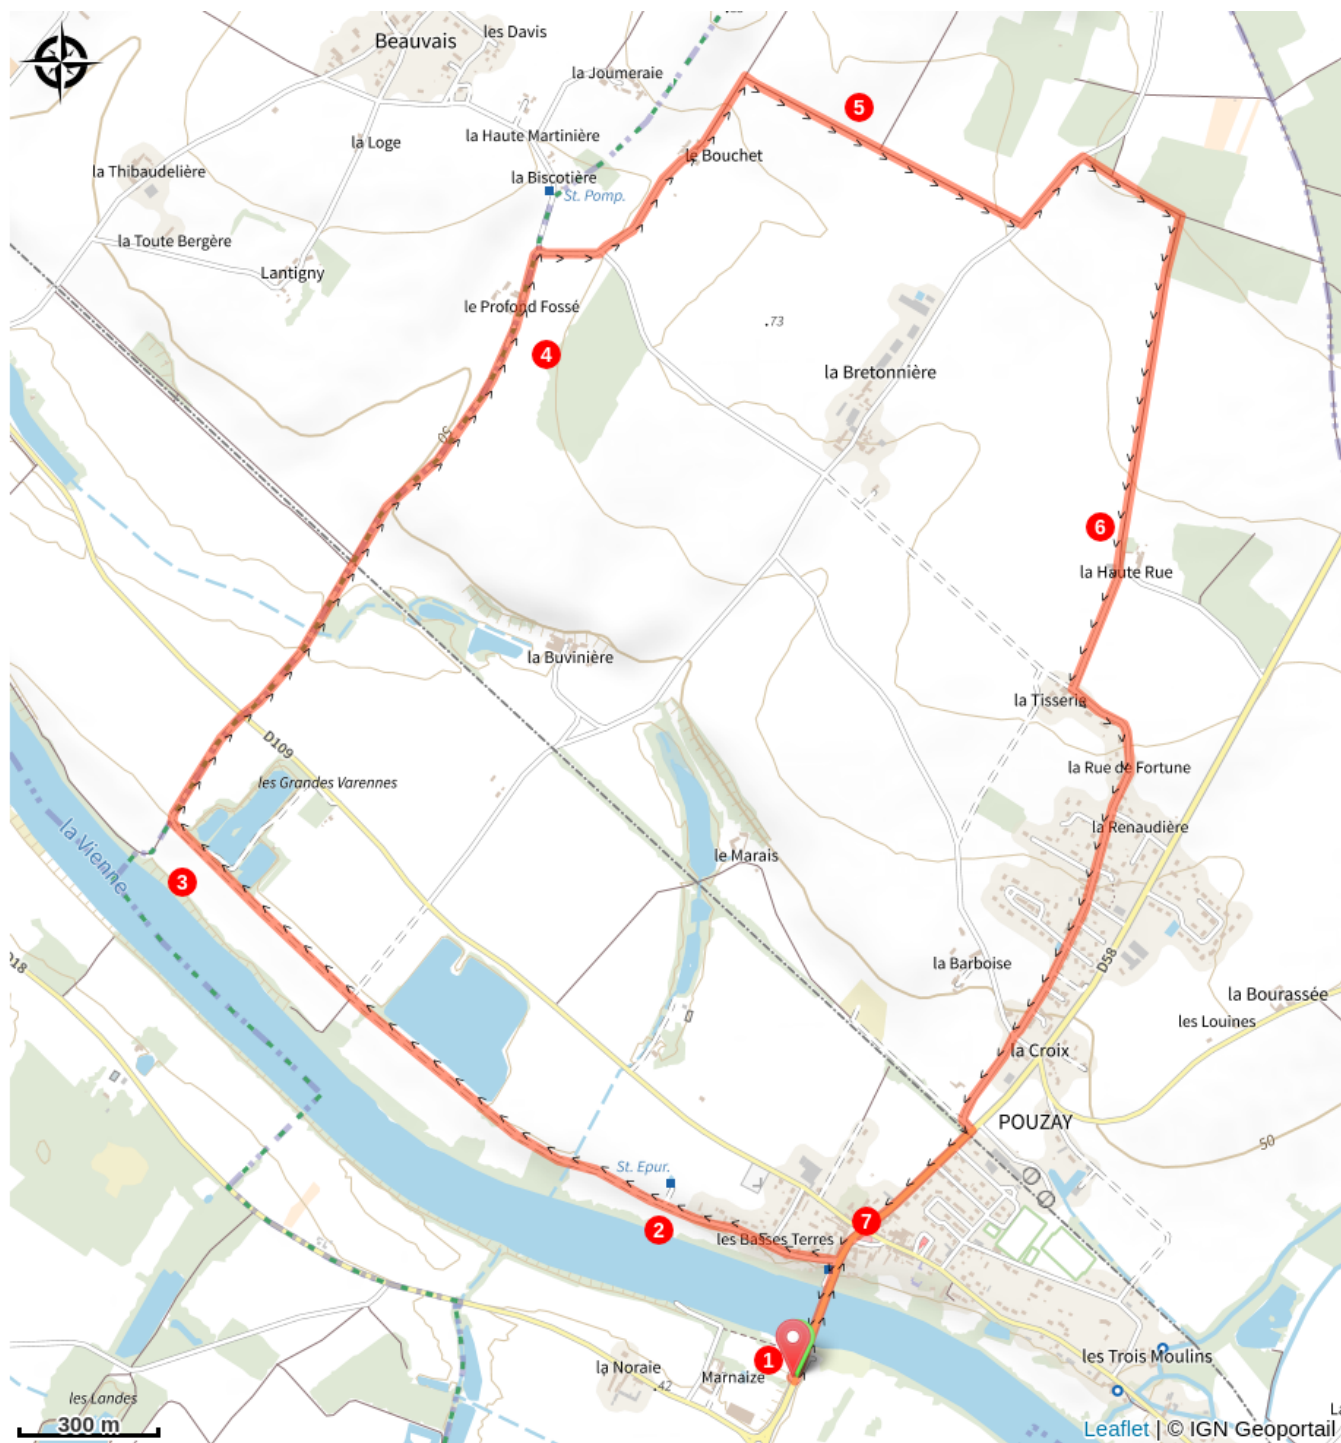 Beauvais
les Davis
la Joumeraie
5
la Haute Martinière
la Loge
le Bouchet
la Thibaudelière
la Biscotière
St. Pomp.
la Toute Bergère
Lantigny
le Profond Fossé
73
4
la Bretonnière
50
6
la Haute Rue
la Buvinière
la Tisserie
D109
la Rue de Fortune
les Grandes Varennes
la Renaudière
la Vienne
le Marais
3
D18
la Barboise
D58
la Bourassée
les Louines
la Croix
POUZAY
50
St. Epur.
2
7
les Basses Terres
1
la Noraie
Marnaize
42
les Trois Moulins
les Landes
300 m
Leaflet | © IGN Geoportail